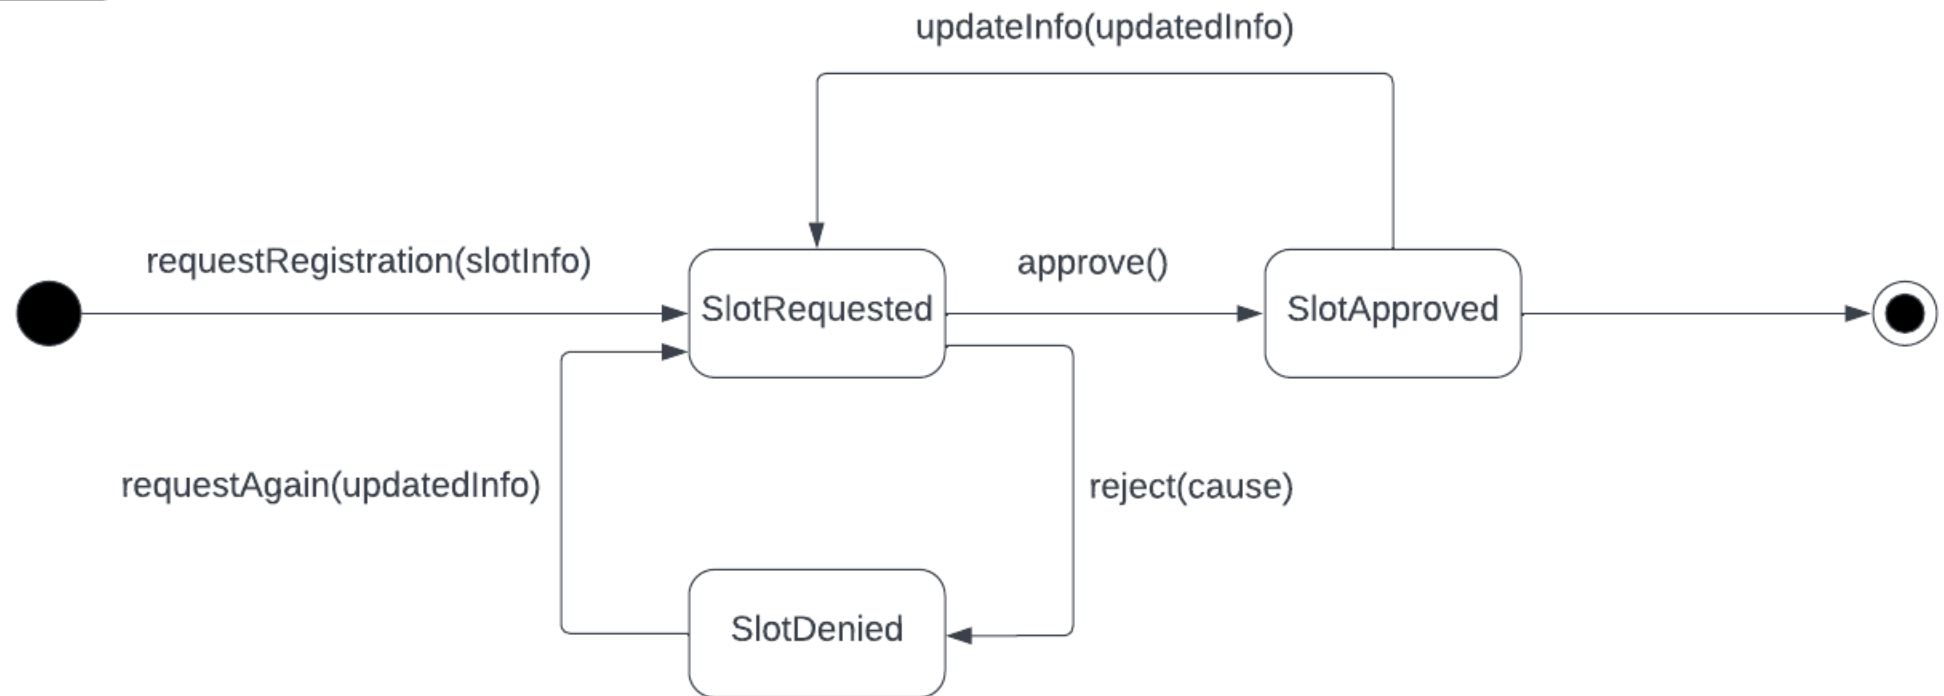 updateInfo(updatedInfo)
requestRegistration(slotInfo)
approve()
SlotRequested
SlotApproved
requestAgain(updatedInfo)
reject(cause)
SlotDenied